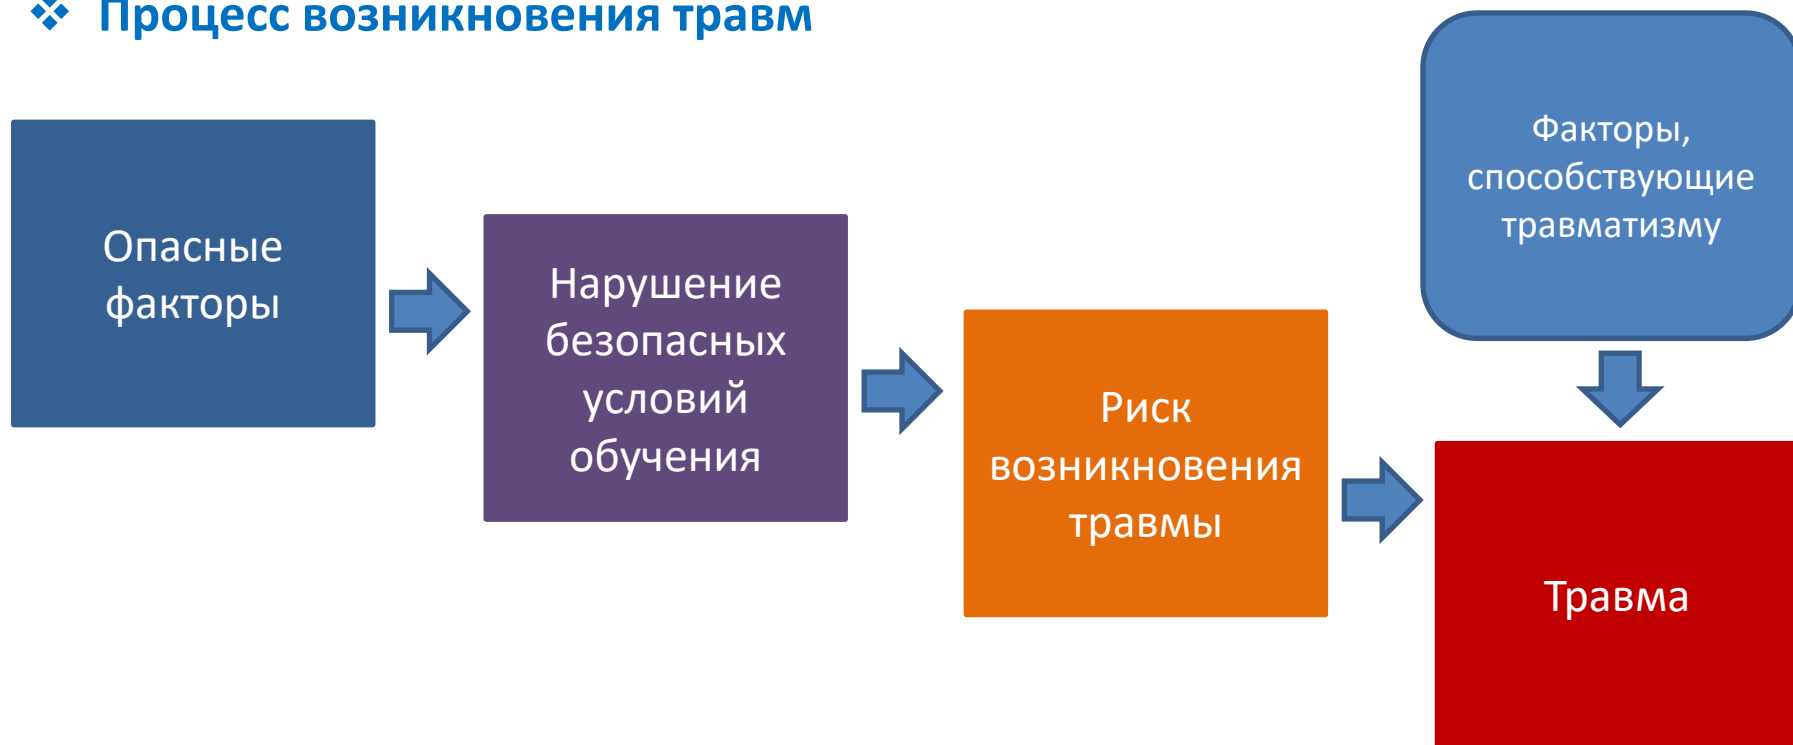 Процесс возникновения травм
Опасные
факторы
Нарушение
безопасных
условий
обучения
Риск
возникновения
травмы
Факторы,
способствующие
травматизму
Травма